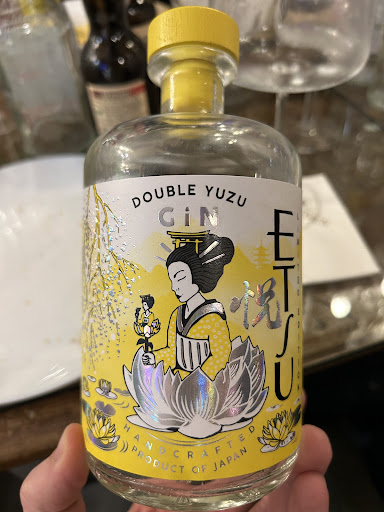 DOUBLE YUZU
GiN
ETSU
悦
HANDCRAFTED
PRODUCT OF JAPAN